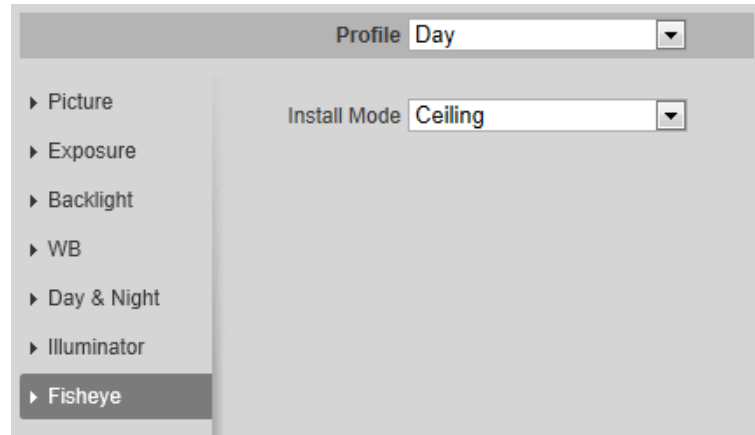 Profile Day
Picture
Install Mode Ceiling
Exposure
Backlight
WB
Day & Night
Illuminator
Fisheye